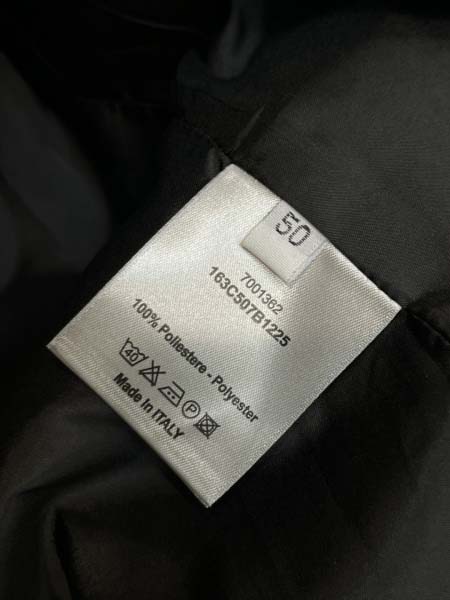 50
7001362
163C507B1225
100% Poliestere - Polyester
40 P
Made In ITALY